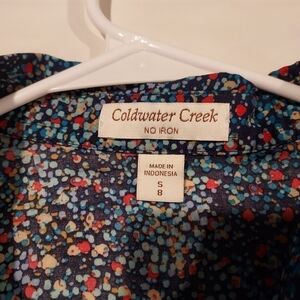 Coldwater Creek
NO IRON
MADE IN
INDONESIA
S
8